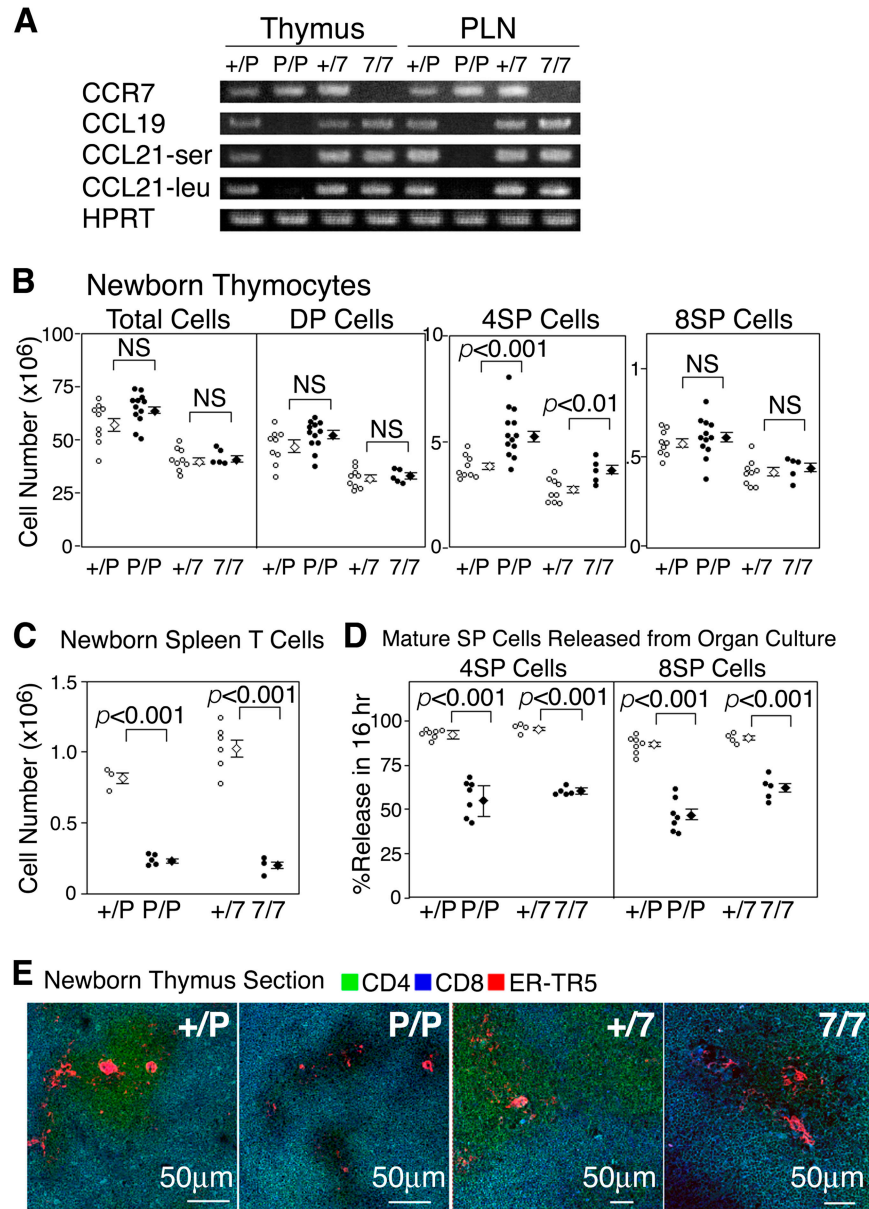 A
Thymus PLN
+/P P/P +/7 7/7 +/P P/P +/7 7/7
CCR7
CCL19
CCL21-ser
CCL21-leu
HPRT
B Newborn Thymocytes
Total Cells DP Cells 4SP Cells 8SP Cells
Cell Number (x10⁶)
100
75
50
25
0
NS NS NS NS
10
5
0
p<0.001
p<0.01
1
.5
0
NS NS
+/P P/P +/7 7/7 +/P P/P +/7 7/7 +/P P/P +/7 7/7 +/P P/P +/7 7/7
C Newborn Spleen T Cells
Cell Number (x10⁶)
1.5
1.0
0.5
0
p<0.001 p<0.001
+/P P/P +/7 7/7
D Mature SP Cells Released from Organ Culture
4SP Cells 8SP Cells
%Release in 16 hr
100
75
50
25
0
p<0.001 p<0.001 p<0.001 p<0.001
+/P P/P +/7 7/7 +/P P/P +/7 7/7
E Newborn Thymus Section CD4 CD8 ER-TR5
+/P P/P +/7 7/7
50μm 50μm 50μm 50μm